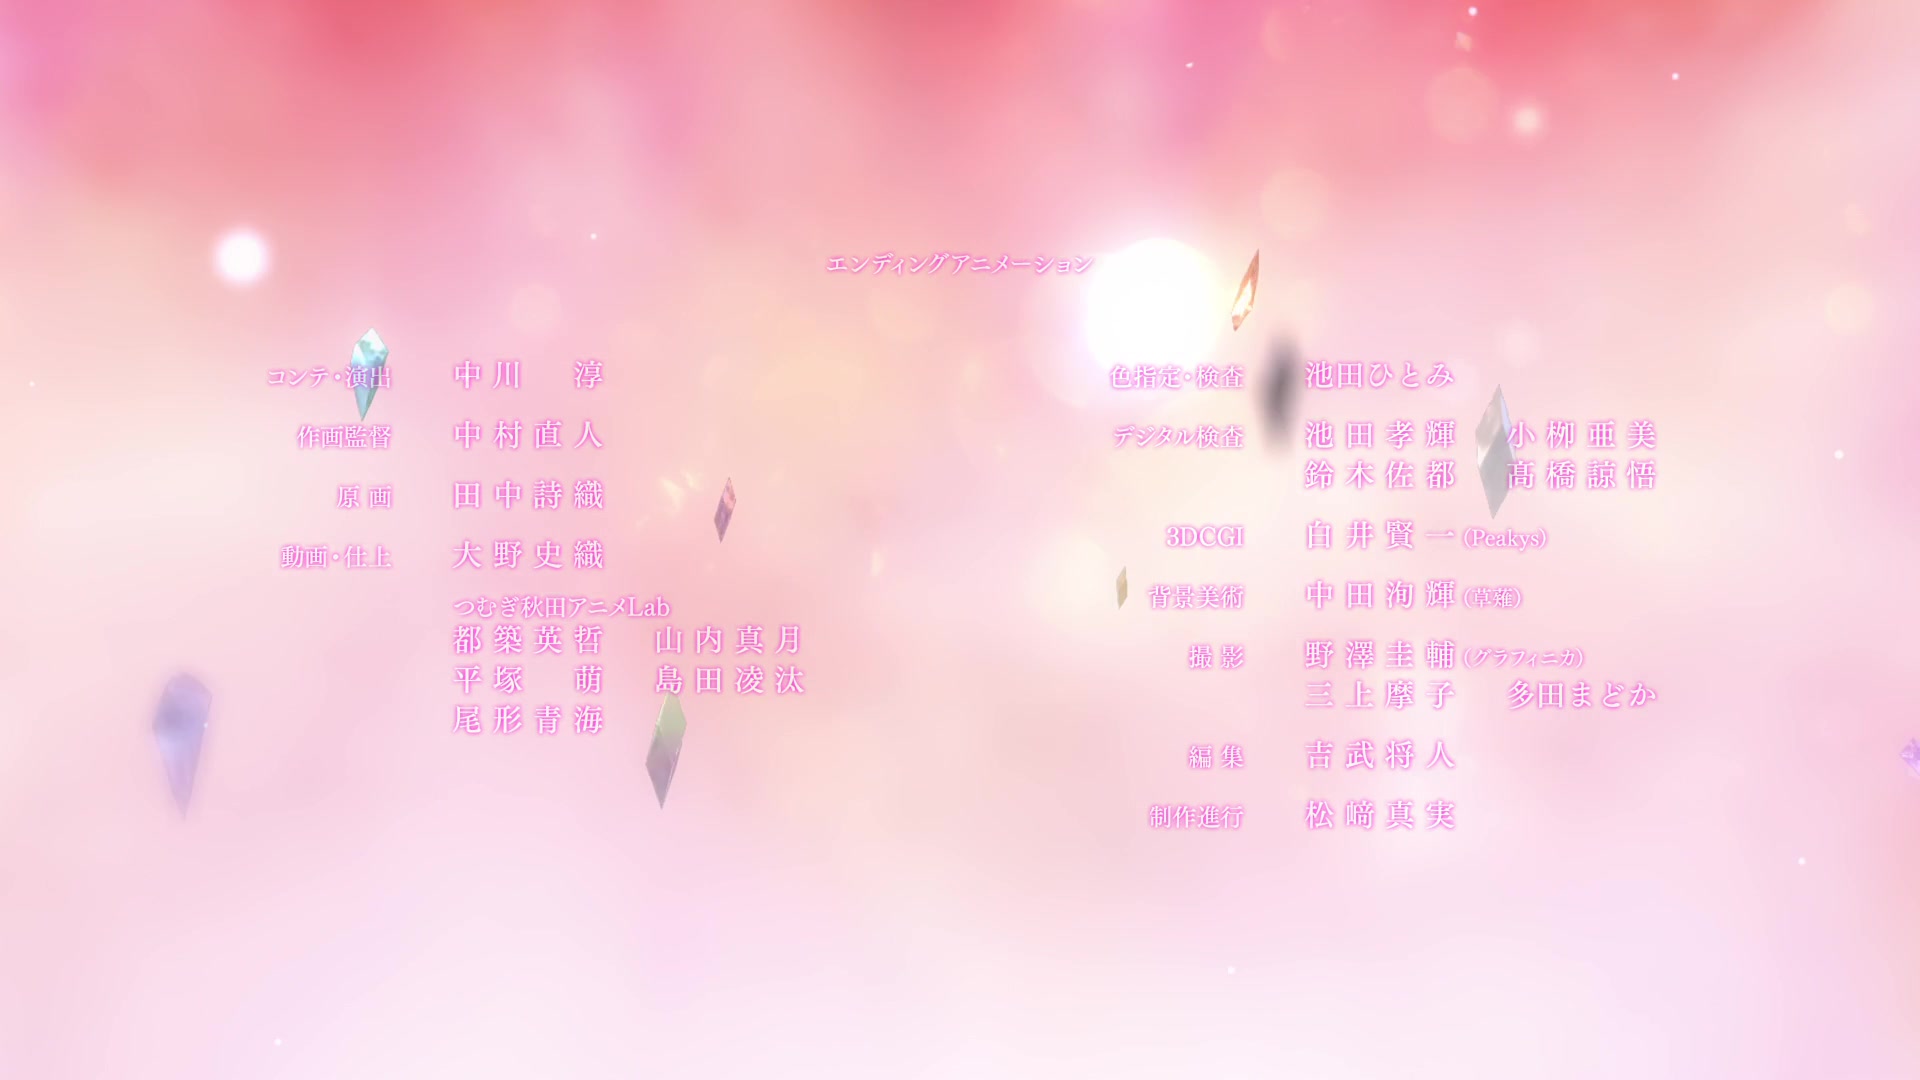 エンディングアニメーション
コンテ・演出 中川 淳
作画監督 中村直人
原画 田中詩織
動画・仕上 大野史織
つむぎ秋田アニメLab
都築英哲 山内真月
平塚 萌 島田凌汰
尾形青海
色指定・検査 池田ひとみ
デジタル検査 池田孝輝 小栁亜美
鈴木佐都 髙橋諒悟
3DCGI 白井賢一(Peakys)
背景美術 中田洵輝(草薙)
撮影 野澤圭輔(グラフィニカ)
三上摩子 多田まどか
編集 吉武将人
制作進行 松﨑真実